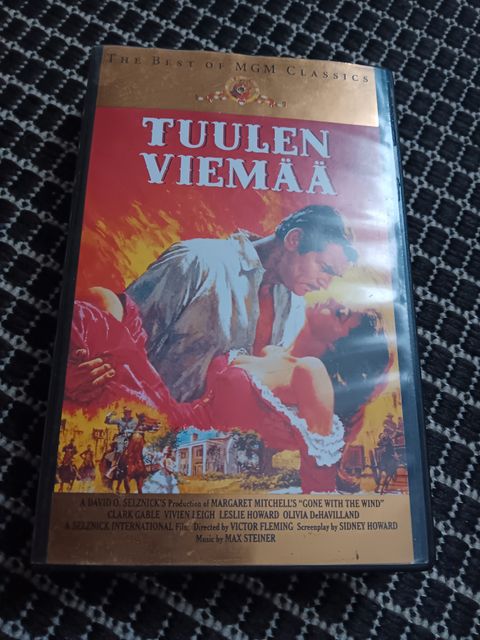 THE BEST OF MGM CLASSICS
TUULEN
VIEMÄÄ
A DAVID O. SELZNICK'S Production of MARGARET MITCHELL'S "GONE WITH THE WIND"
CLARK GABLE VIVIEN LEIGH LESLIE HOWARD OLIVIA DeHAVILLAND
A SELZNICK INTERNATIONAL Film. Directed by VICTOR FLEMING Screenplay by SIDNEY HOWARD
Music by MAX STEINER